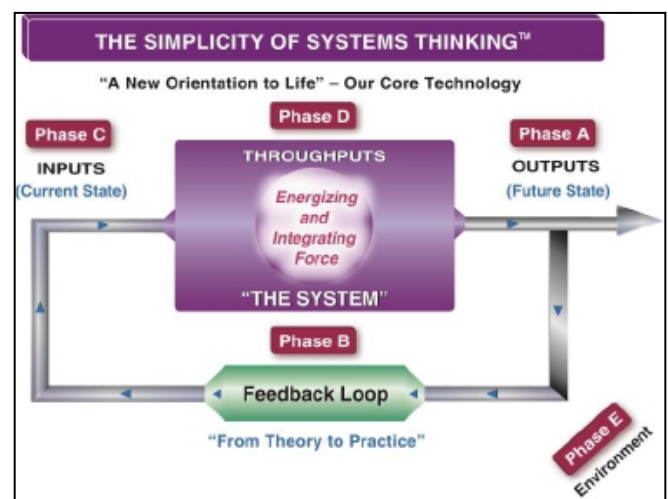 THE SIMPLICITY OF SYSTEMS THINKING™
“A New Orientation to Life” – Our Core Technology
Phase C
INPUTS
(Current State)
Phase D
THROUGHPUTS
Energizing
and
Integrating
Force
“THE SYSTEM”
Phase A
OUTPUTS
(Future State)
Phase B
Feedback Loop
“From Theory to Practice”
Phase E
Environment